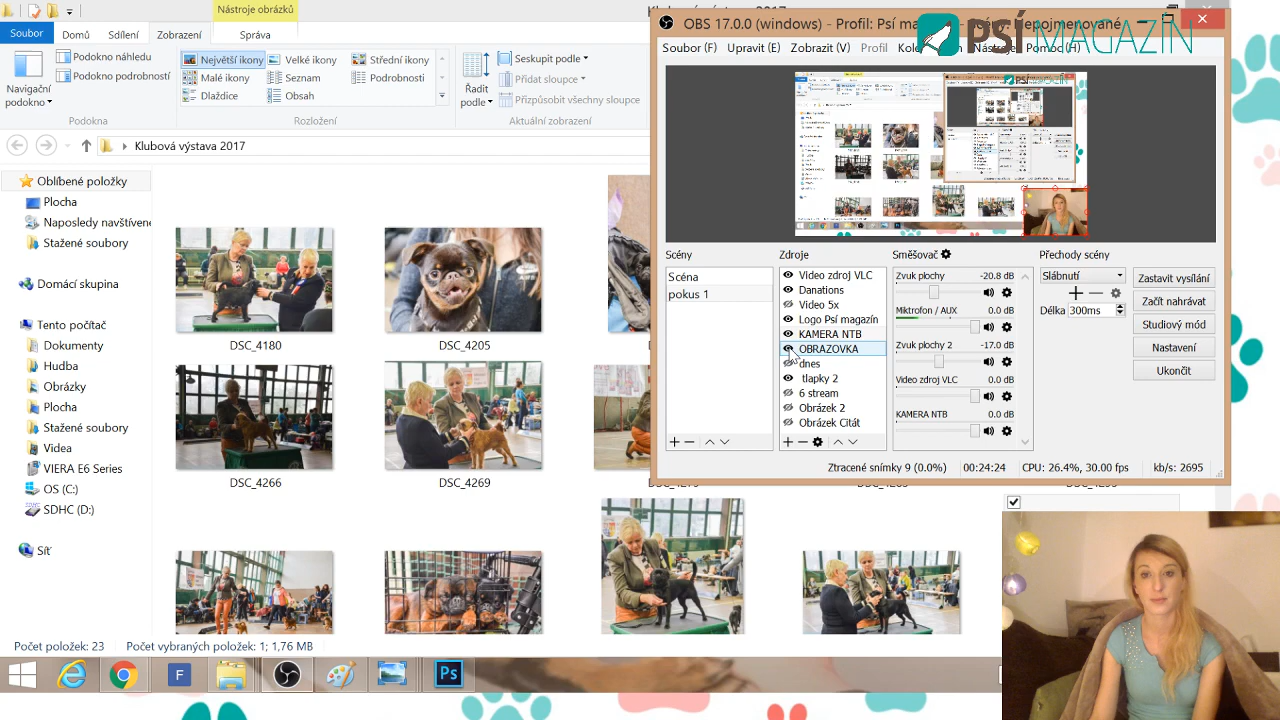 Nástroje obrázků
Klubová výstava 2017
Soubor
Domů
Sdílení
Zobrazení
Správa
Navigační
podokno
Podokno náhledu
Podokno podrobností
Podokna
Největší ikony
Velké ikony
Střední ikony
Malé ikony
Seznam
Podrobnosti
Rozložení
Řadit
podle
Seskupit podle
Přidat sloupce
Přizpůsobit všechny sloupce
Aktuální zobrazení
Klubová výstava 2017
Oblíbené položky
Plocha
Naposledy navštívené
Stažené soubory
Domácí skupina
Tento počítač
Dokumenty
Hudba
Obrázky
Plocha
Stažené soubory
Videa
VIERA E6 Series
OS (C:)
SDHC (D:)
Síť
DSC_4180
DSC_4205
DSC_4266
DSC_4269
Počet položek: 23
Počet vybraných položek: 1; 1,76 MB
Ps
F
OBS 17.0.0 (windows) - Profil: Psí
Nepojmenované
PSÍ MAGAZÍN
Soubor (F)
Upravit (E)
Zobrazit (V)
Profil
Nástroje
Pomoc (H)
Scény
Scéna
pokus 1
Zdroje
Video zdroj VLC
Danations
Video 5x
Logo Psí magazín
KAMERA NTB
OBRAZOVKA
dnes
tlapky 2
6 stream
Obrázek 2
Obrázek Citát
Směšovač
Zvuk plochy -20.8 dB
Miktrofon / AUX 0.0 dB
Zvuk plochy 2 -17.0 dB
Video zdroj VLC 0.0 dB
KAMERA NTB 0.0 dB
Přechody scény
Slábnutí
Délka 300ms
Zastavit vysílání
Začít nahrávat
Studiový mód
Nastavení
Ukončit
Ztracené snímky 9 (0.0%)
00:24:24
CPU: 26.4%, 30.00 fps
kb/s: 2695